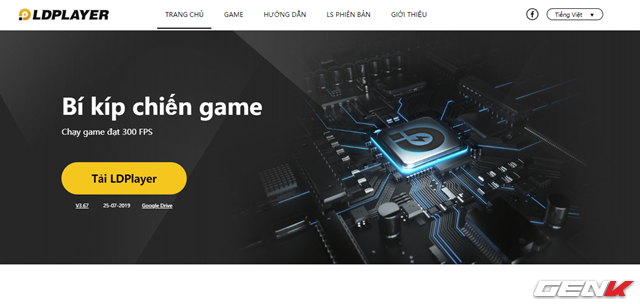 LDPLAYER
TRANG CHỦ GAME HƯỚNG DẪN LS PHIÊN BẢN GIỚI THIỆU
Tiếng Việt
Bí kíp chiến game
Chạy game đạt 300 FPS
Tải LDPlayer
V3.67 25-07-2019 Google Drive
GENK